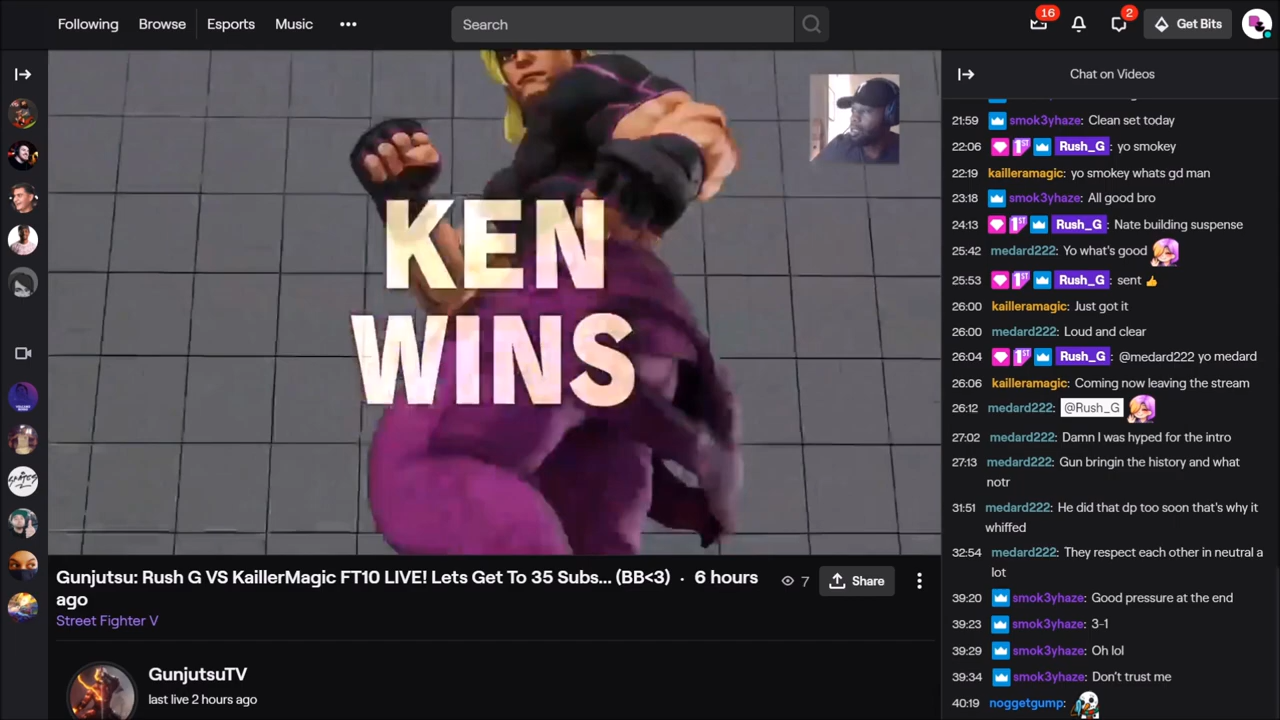 Following
Browse
Esports
Music
Search
16
2
Get Bits
KEN
WINS
Gunjutsu: Rush G VS KaillerMagic FT10 LIVE! Lets Get To 35 Subs... (BB<3) · 6 hours
ago
7
Share
Street Fighter V
GunjutsuTV
last live 2 hours ago
Chat on Videos
21:59 smok3yhaze: Clean set today
22:06 1ST Rush_G : yo smokey
22:19 kailleramagic: yo smokey whats gd man
23:18 smok3yhaze: All good bro
24:13 1ST Rush_G : Nate building suspense
25:42 medard222: Yo what's good
25:53 1ST Rush_G : sent 👍
26:00 kailleramagic: Just got it
26:00 medard222: Loud and clear
26:04 1ST Rush_G : @medard222 yo medard
26:06 kailleramagic: Coming now leaving the stream
26:12 medard222: @Rush_G
27:02 medard222: Damn I was hyped for the intro
27:13 medard222: Gun bringin the history and what
notr
31:51 medard222: He did that dp too soon that's why it
whiffed
32:54 medard222: They respect each other in neutral a
lot
39:20 smok3yhaze: Good pressure at the end
39:23 smok3yhaze: 3-1
39:29 smok3yhaze: Oh lol
39:34 smok3yhaze: Don't trust me
40:19 noggetgump: